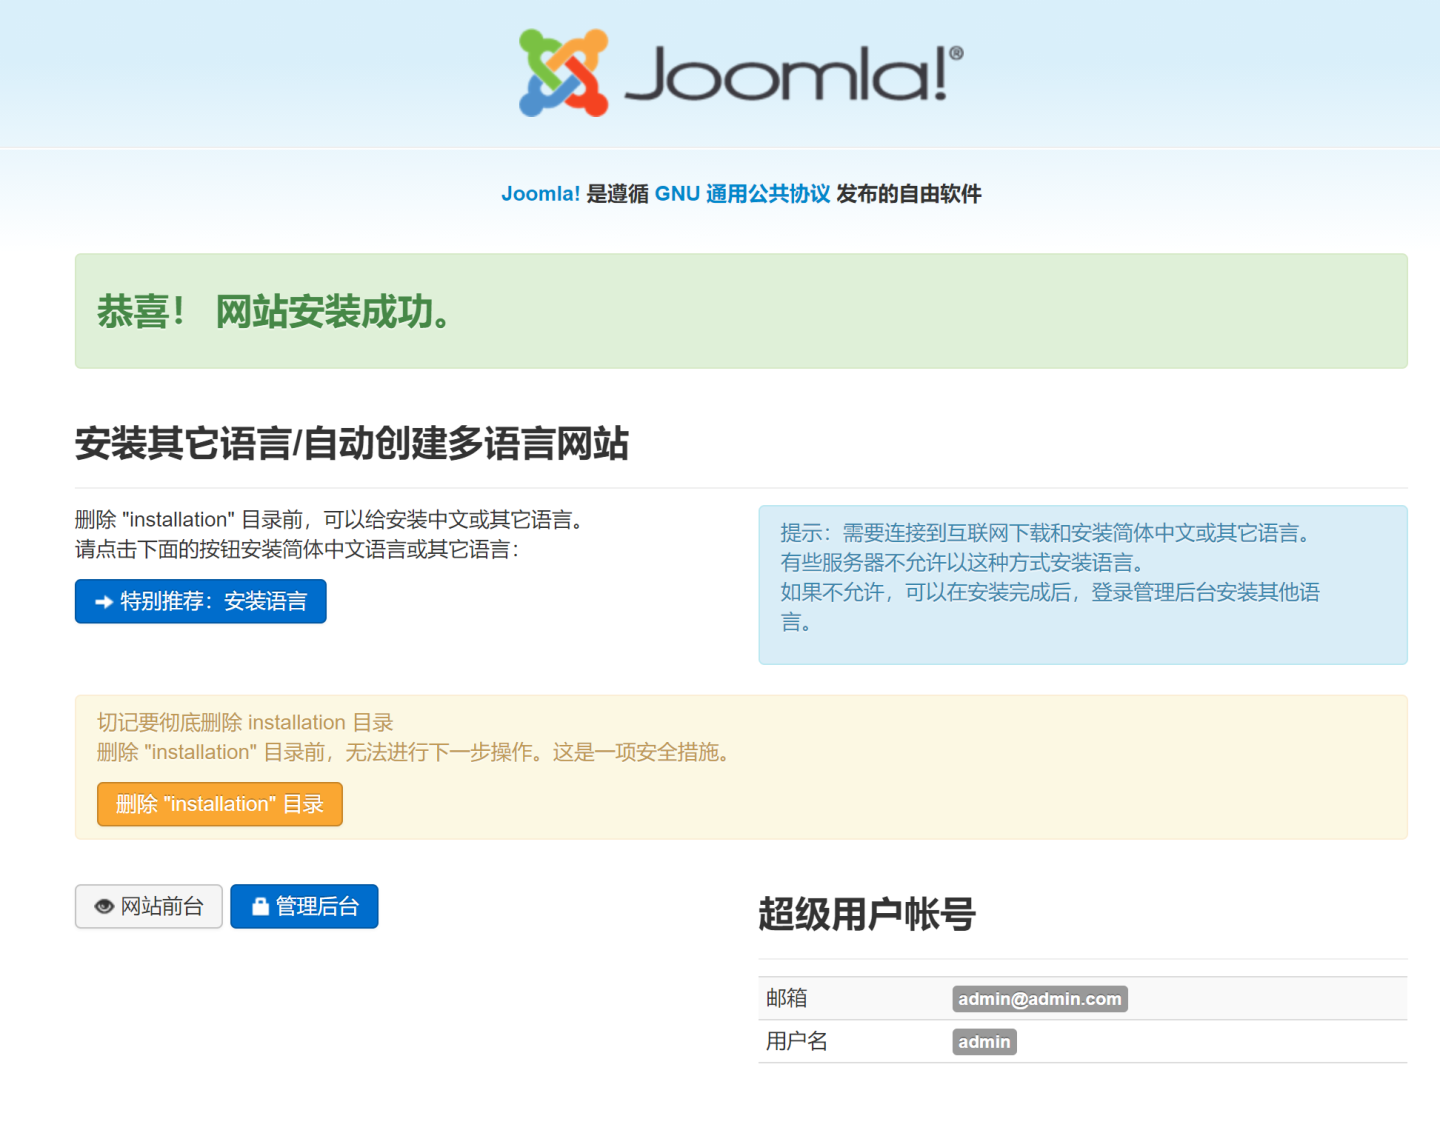 Joomla!®
Joomla! 是遵循 GNU 通用公共协议 发布的自由软件
恭喜！ 网站安装成功。
安装其它语言/自动创建多语言网站
删除 "installation" 目录前，可以给安装中文或其它语言。
请点击下面的按钮安装简体中文语言或其它语言：
特别推荐：安装语言
提示：需要连接到互联网下载和安装简体中文或其它语言。
有些服务器不允许以这种方式安装语言。
如果不允许，可以在安装完成后，登录管理后台安装其他语
言。
切记要彻底删除 installation 目录
删除 "installation" 目录前，无法进行下一步操作。这是一项安全措施。
删除 "installation" 目录
网站前台 管理后台
超级用户帐号
邮箱 admin@admin.com
用户名 admin